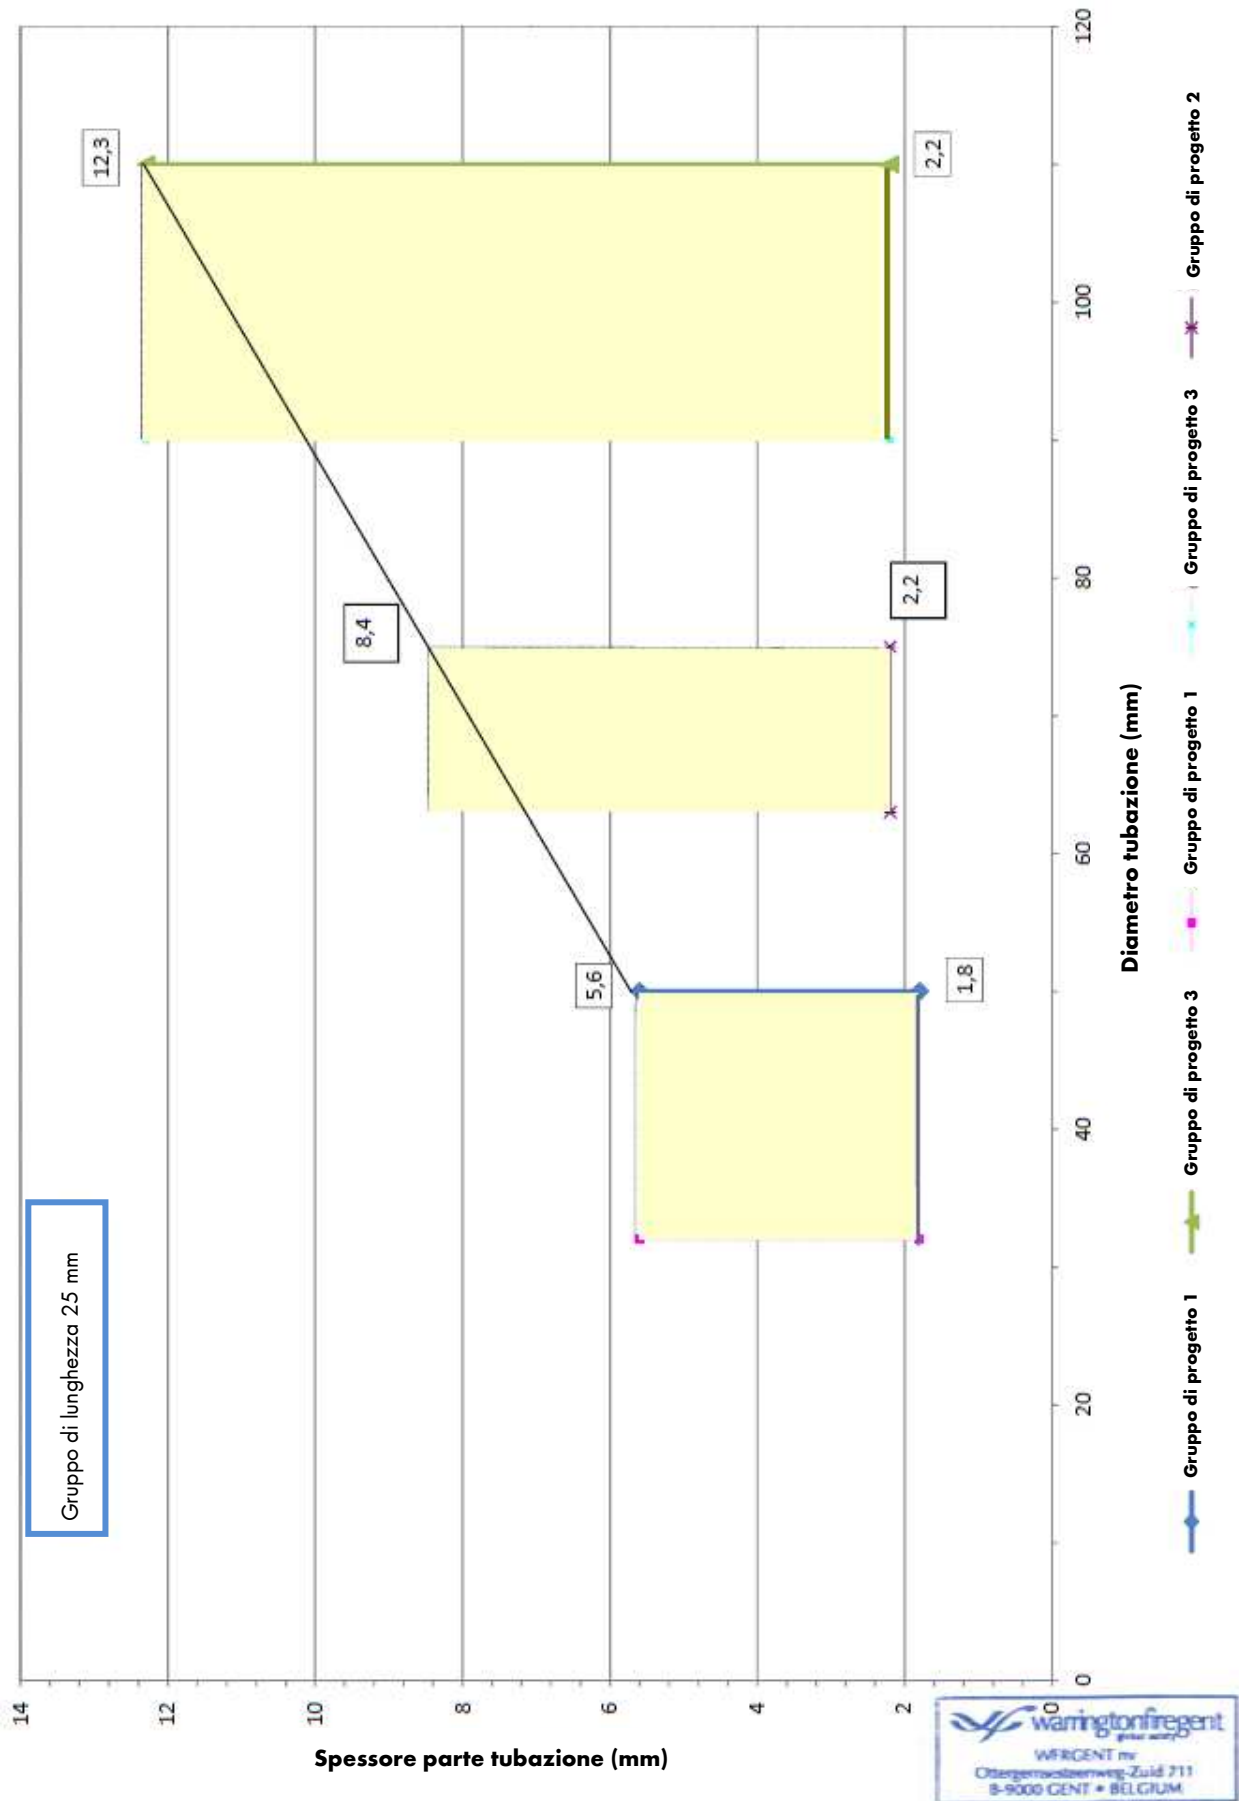 Gruppo di lunghezza 25 mm
14
12
10
8
6
4
2
0
Spessore parte tubazione (mm)
0
20
40
60
80
100
120
Diametro tubazione (mm)
5,6
1,8
8,4
2,2
12,3
2,2
Gruppo di progetto 1
Gruppo di progetto 3
Gruppo di progetto 1
Gruppo di progetto 3
Gruppo di progetto 2
warringtonfiregent
WFRGENT nv
Ottergemsesteenweg-Zuid 711
B-9000 GENT • BELGIUM